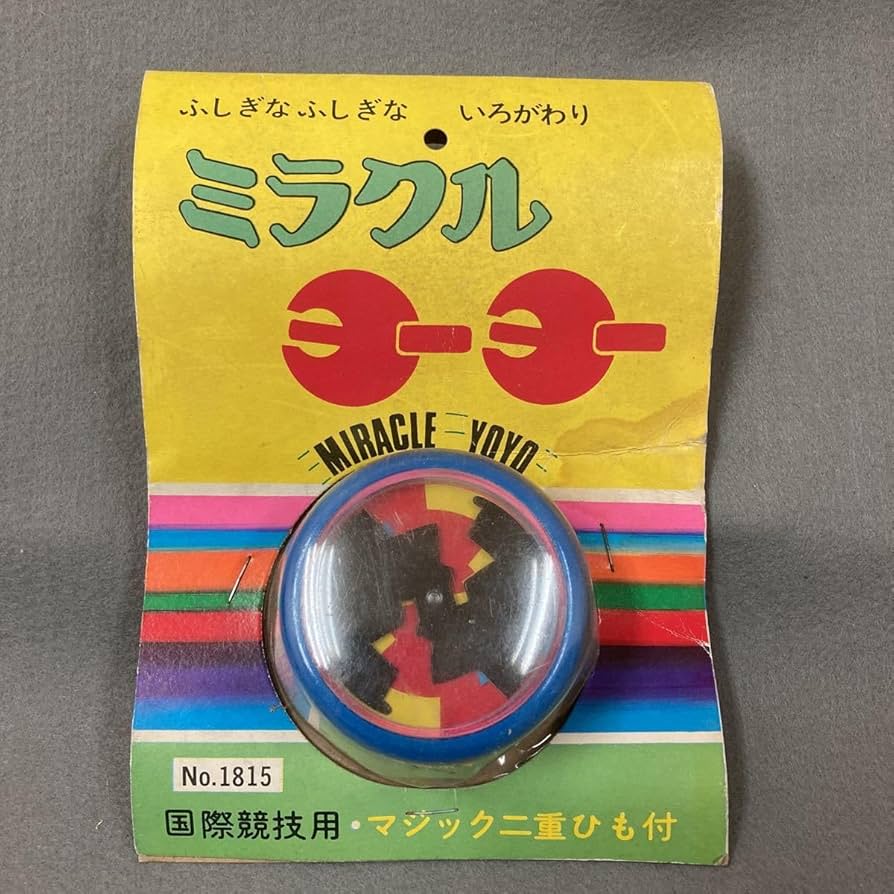 ふしぎなふしぎな いろがわり
ミラクル
ヨーヨー
MIRACLE YOYO
No.1815
国際競技用・マジック二重ひも付